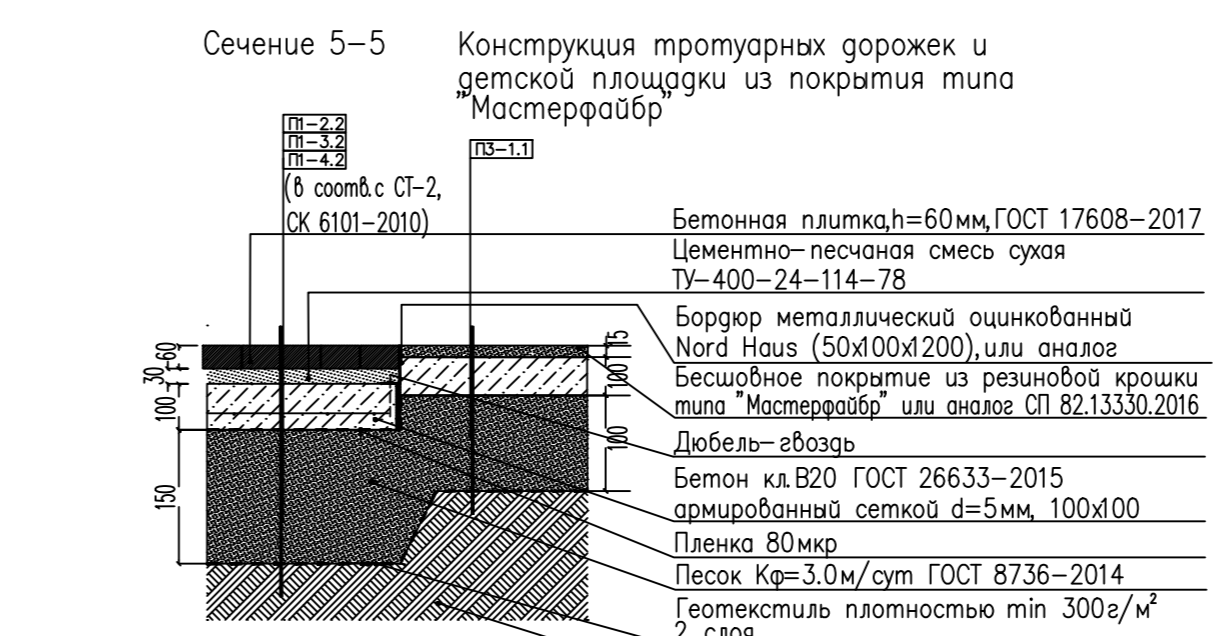 Сечение 5-5
Конструкция тротуарных дорожек и
детской площадки из покрытия типа
"Мастерфайбр"
П1-2.2
П1-3.2
П1-4.2
(в соотв.с СТ-2,
СК 6101-2010)
П3-1.1
Бетонная плитка,h=60мм,ГОСТ 17608-2017
Цементно-песчаная смесь сухая
ТУ-400-24-114-78
Бордюр металлический оцинкованный
Nord Haus (50х100х1200),или аналог
Бесшовное покрытие из резиновой крошки
типа "Мастерфайбр" или аналог СП 82.13330.2016
Дюбель-гвоздь
Бетон кл.В20 ГОСТ 26633-2015
армированный сеткой d=5мм, 100х100
Пленка 80мкр
Песок Кф=3.0м/сут ГОСТ 8736-2014
Геотекстиль плотностью min 300г/м²
2 слоя
60
30
100
150
15
100
100